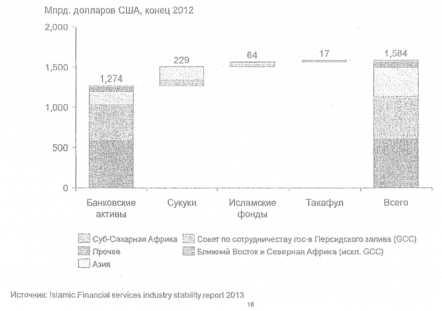 Млрд. долларов США, конец 2012
2,000
1,584
1,500
1,274
229
64
17
1,000
500
0
Банковские активы
Сукуки
Исламские фонды
Такафул
Всего
Суб-Сахарная Африка
Совет по сотрудничеству гос-в Персидского залива (GCC)
Прочее
Ближний Восток и Северная Африка (искл. GCC)
Азия
Источник: Islamic Financial services industry stability report 2013
16